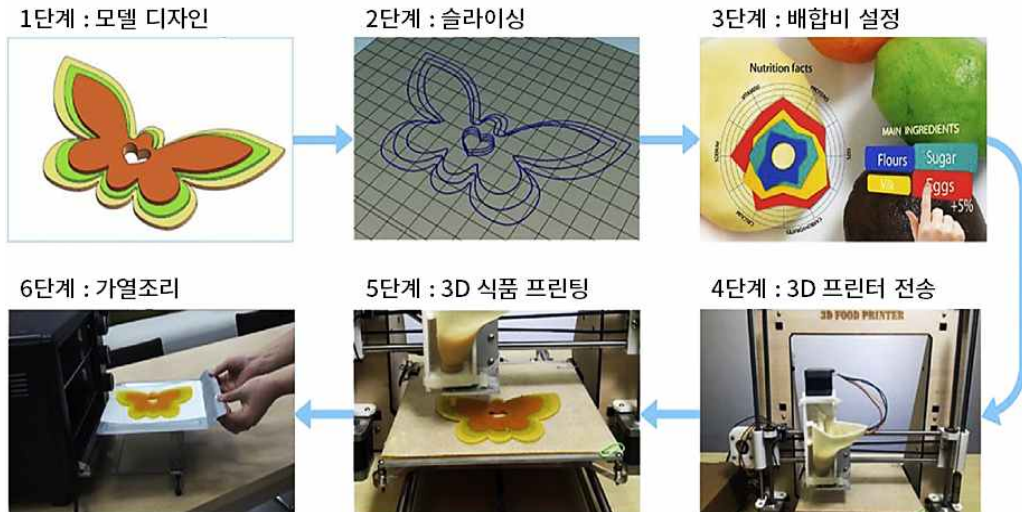 1단계 : 모델 디자인
2단계 : 슬라이싱
3단계 : 배합비 설정
Nutrition facts
MAIN INGREDIENTS
Flours
Sugar
Eggs
+5%
6단계 : 가열조리
5단계 : 3D 식품 프린팅
4단계 : 3D 프린터 전송
3D FOOD PRINTER